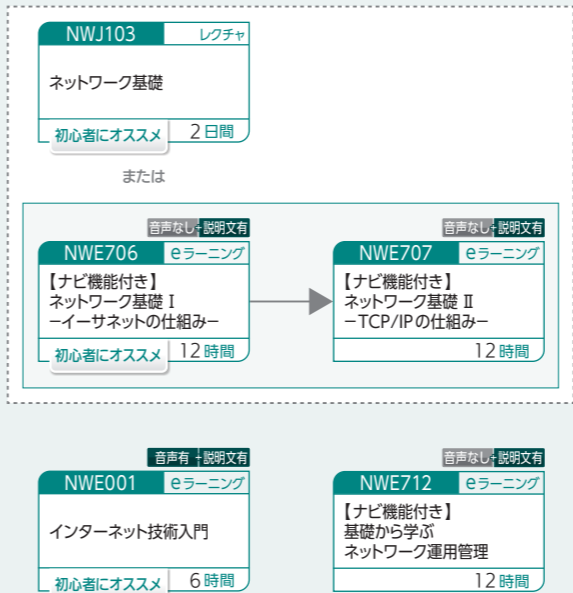 NWJ103 レクチャ
ネットワーク基礎
初心者にオススメ 2日間
または
音声なし+説明文有
NWE706 eラーニング
【ナビ機能付き】
ネットワーク基礎 Ⅰ
−イーサネットの仕組み−
初心者にオススメ 12時間
音声なし+説明文有
NWE707 eラーニング
【ナビ機能付き】
ネットワーク基礎 Ⅱ
−TCP/IPの仕組み−
12時間
音声有+説明文有
NWE001 eラーニング
インターネット技術入門
初心者にオススメ 6時間
音声なし+説明文有
NWE712 eラーニング
【ナビ機能付き】
基礎から学ぶ
ネットワーク運用管理
12時間